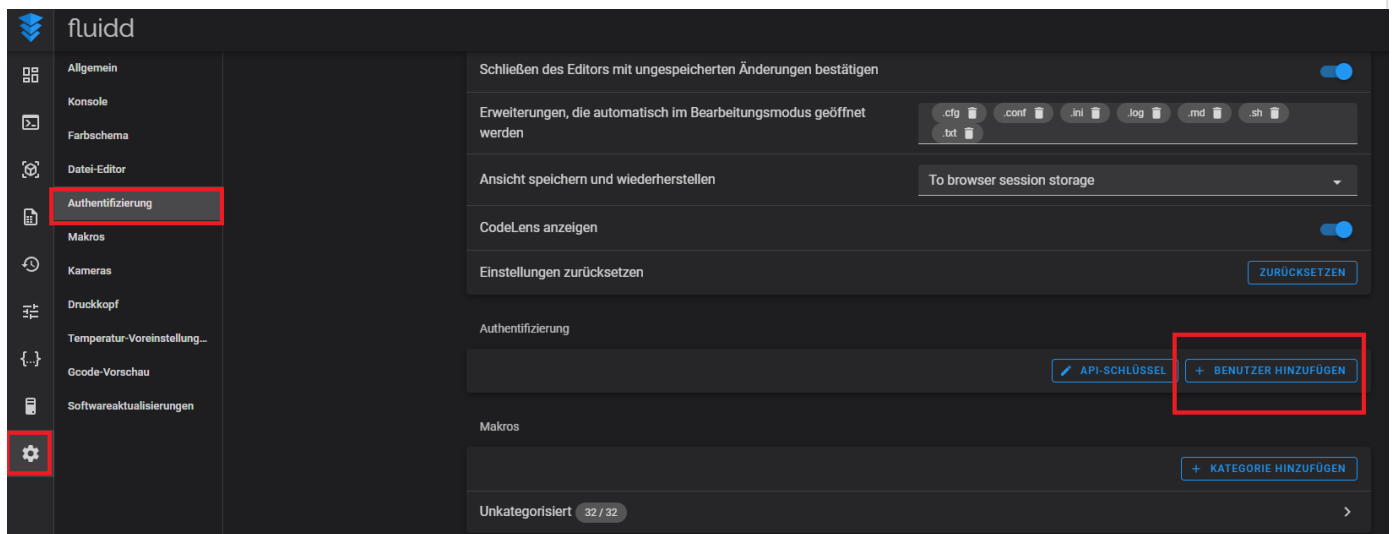 fluidd
Allgemein
Konsole
Farbschema
Datei-Editor
Authentifizierung
Makros
Kameras
Druckkopf
Temperatur-Voreinstellung...
Gcode-Vorschau
Softwareaktualisierungen
Schließen des Editors mit ungespeicherten Änderungen bestätigen
Erweiterungen, die automatisch im Bearbeitungsmodus geöffnet
werden
.cfg .conf .ini .log .md .sh
.txt
Ansicht speichern und wiederherstellen
To browser session storage
CodeLens anzeigen
Einstellungen zurücksetzen
ZURÜCKSETZEN
Authentifizierung
API-SCHLÜSSEL
+ BENUTZER HINZUFÜGEN
Makros
+ KATEGORIE HINZUFÜGEN
Unkategorisiert 32 / 32